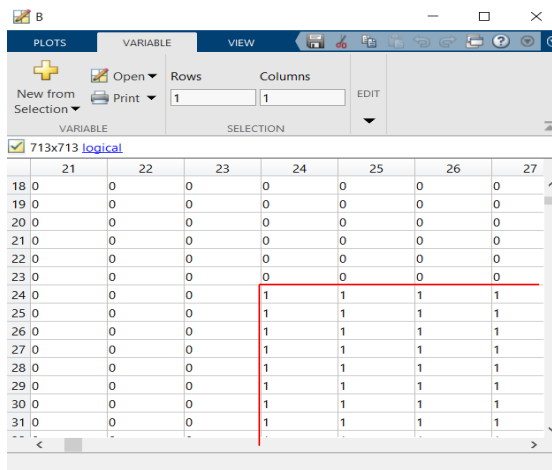 B
PLOTS VARIABLE VIEW
New from Selection
Open
Print
Rows Columns
1 1
EDIT
VARIABLE SELECTION
713x713 logical
21 22 23 24 25 26 27
18 0 0 0 0 0 0 0
19 0 0 0 0 0 0 0
20 0 0 0 0 0 0 0
21 0 0 0 0 0 0 0
22 0 0 0 0 0 0 0
23 0 0 0 0 0 0 0
24 0 0 0 1 1 1 1
25 0 0 0 1 1 1 1
26 0 0 0 1 1 1 1
27 0 0 0 1 1 1 1
28 0 0 0 1 1 1 1
29 0 0 0 1 1 1 1
30 0 0 0 1 1 1 1
31 0 0 0 1 1 1 1